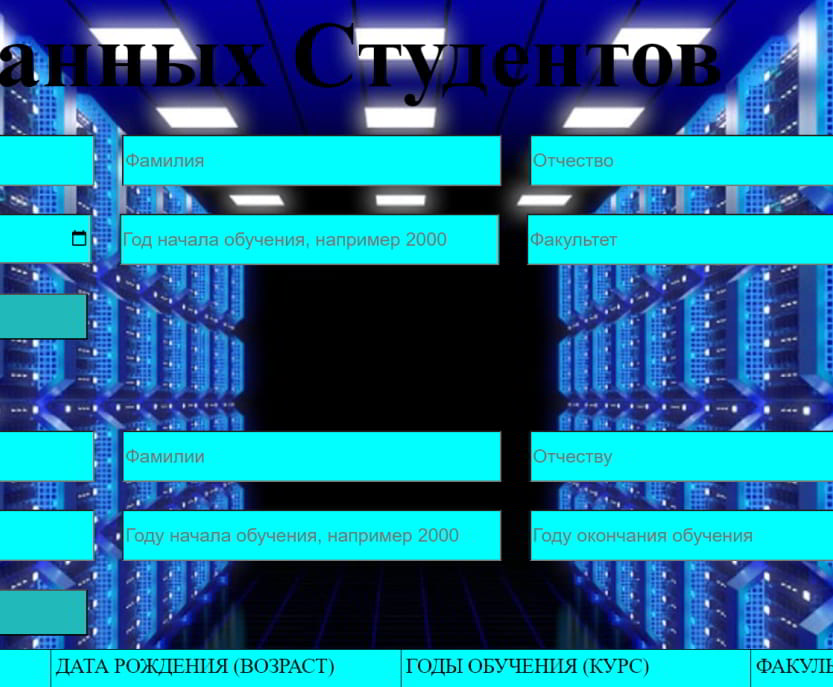 анных Студентов
Фамилия
Отчество
Год начала обучения, например 2000
Факультет
Фамилии
Отчеству
Году начала обучения, например 2000
Году окончания обучения
ДАТА РОЖДЕНИЯ (ВОЗРАСТ)
ГОДЫ ОБУЧЕНИЯ (КУРС)
ФАКУЛЬ